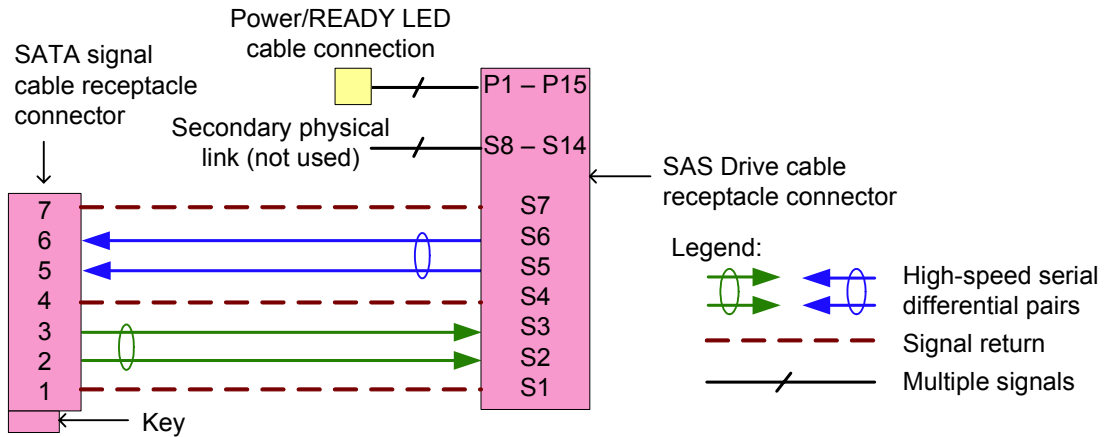 Power/READY LED
cable connection
SATA signal
cable receptacle
connector
P1 – P15
Secondary physical
link (not used)
S8 – S14
SAS Drive cable
receptacle connector
7
S7
6
S6
5
S5
4
S4
3
S3
2
S2
1
S1
Key
Legend:
High-speed serial
differential pairs
Signal return
Multiple signals